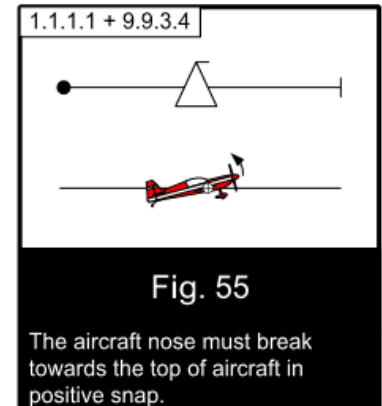 1.1.1.1 + 9.9.3.4
Fig. 55
The aircraft nose must break
towards the top of aircraft in
positive snap.